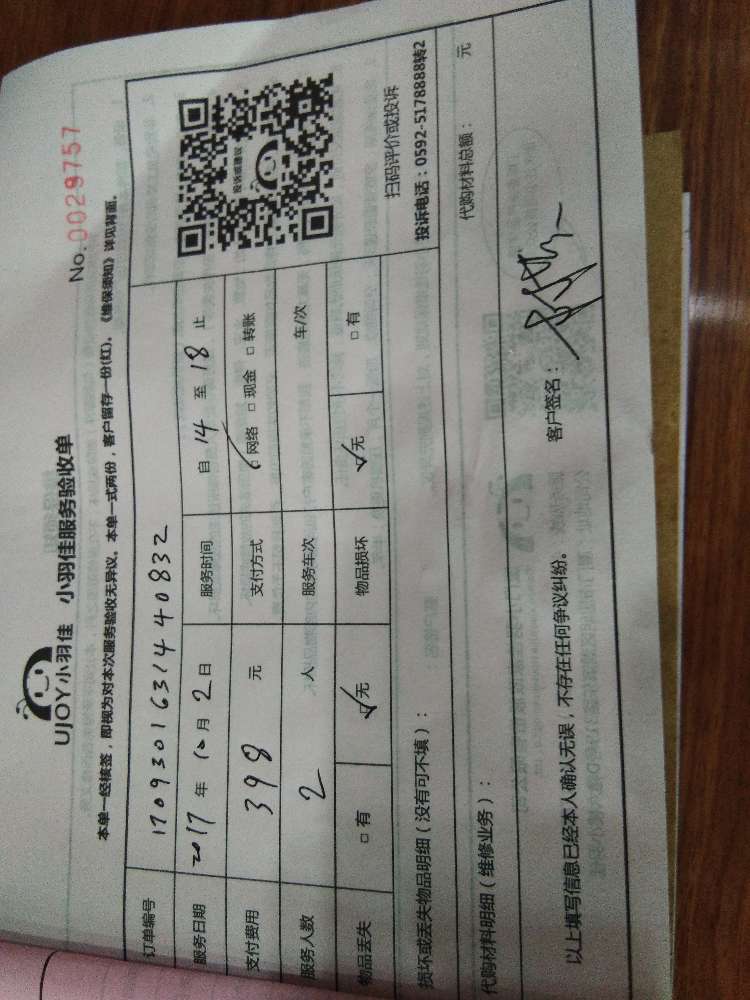 UJOY小羽佳 小羽佳服务验收单
No. 0029757
本单一经核签，即视为对本次服务验收无异议。本单一式两份，客户留存一份(红)。《维保须知》详见背面。
订单编号 1709301631440832
服务日期 2017年10月2日 服务时间 自14至18止
支付费用 398元 支付方式 ☑网络 □现金 □转账
服务人数 2人 服务车次 车/次
物品丢失 □有 ☑无 物品损坏 ☑无 □有
投诉或建议
扫码评价或投诉
投诉电话：0592-5178888转2
损坏或丢失物品明细（没有可不填）：
代购材料明细（维修业务）： 代购材料总额： 元
以上填写信息已经本人确认无误，不存在任何争议纠纷。 客户签名：